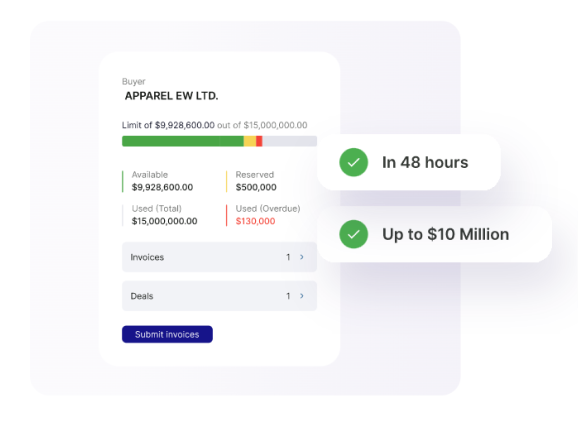 Buyer
APPAREL EW LTD.
Limit of $9,928,600.00 out of $15,000,000.00
Available
$9,928,600.00
Reserved
$500,000
Used (Total)
$15,000,000.00
Used (Overdue)
$130,000
Invoices 1
Deals 1
Submit invoices
In 48 hours
Up to $10 Million